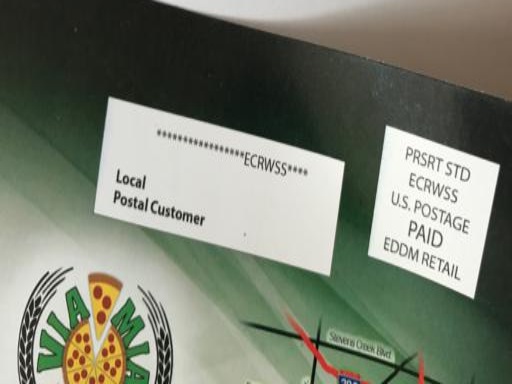 ****************ECRWSS****
Local
Postal Customer
PRSRT STD
ECRWSS
U.S. POSTAGE
PAID
EDDM RETAIL
VIA MIA
Stevens Creek Blvd